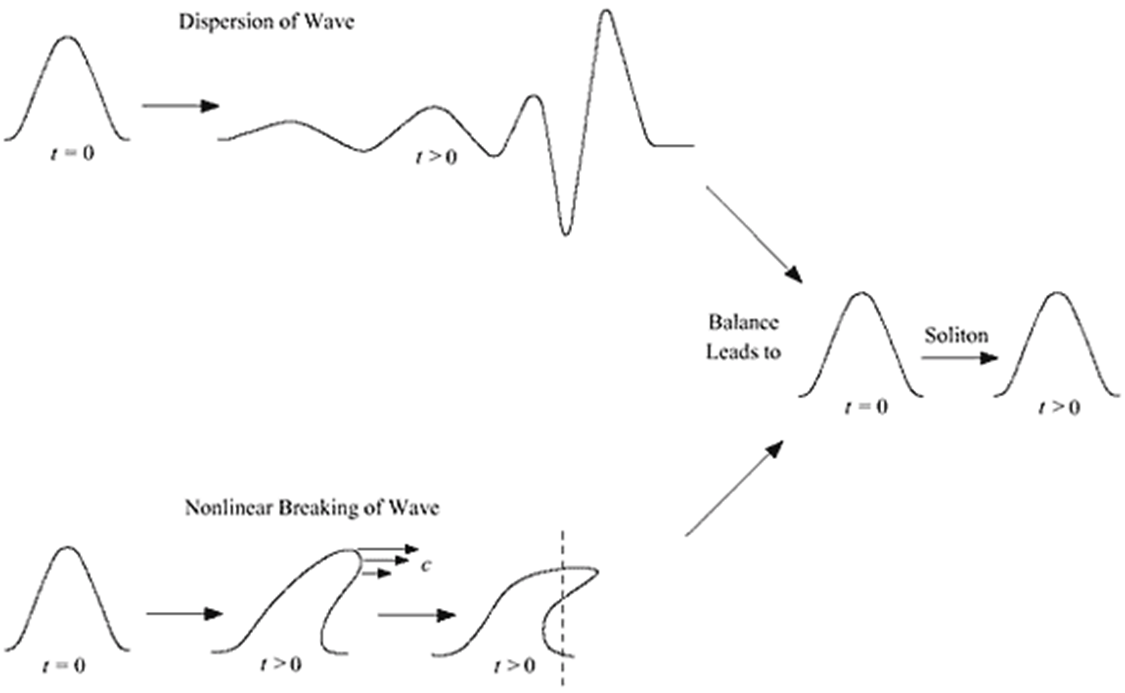 Dispersion of Wave
t = 0
t > 0
Balance
Leads to
Soliton
t = 0
t > 0
Nonlinear Breaking of Wave
c
t = 0
t > 0
t > 0